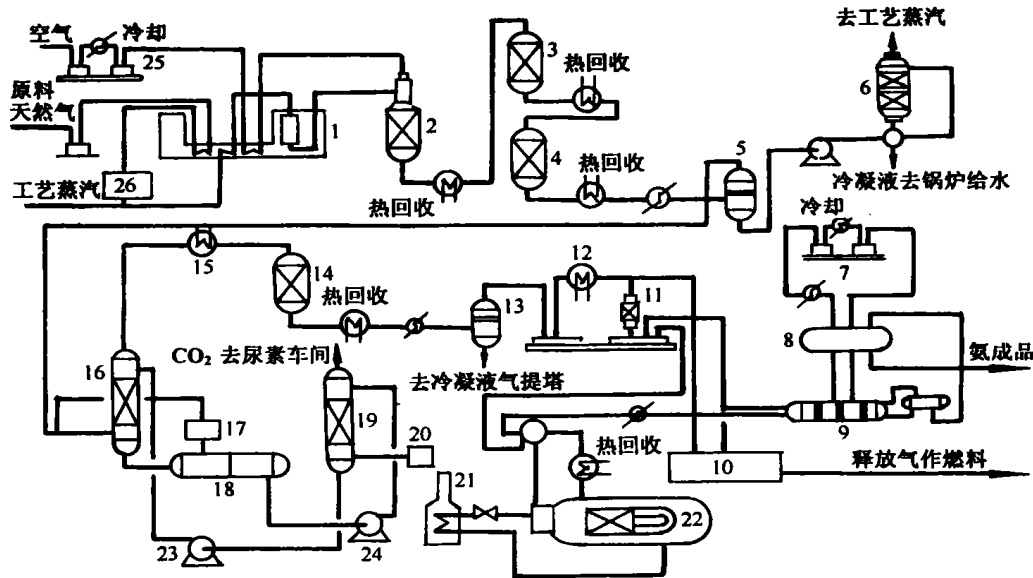 空气
冷却
25
原料
天然气
1
工艺蒸汽
26
2
热回收
3
热回收
4
热回收
5
去工艺蒸汽
6
冷凝液去锅炉给水
冷却
7
8
氨成品
9
热回收
10
释放气作燃料
11
12
13
去冷凝液气提塔
14
热回收
15
CO₂ 去尿素车间
16
17
18
19
20
21
22
23
24